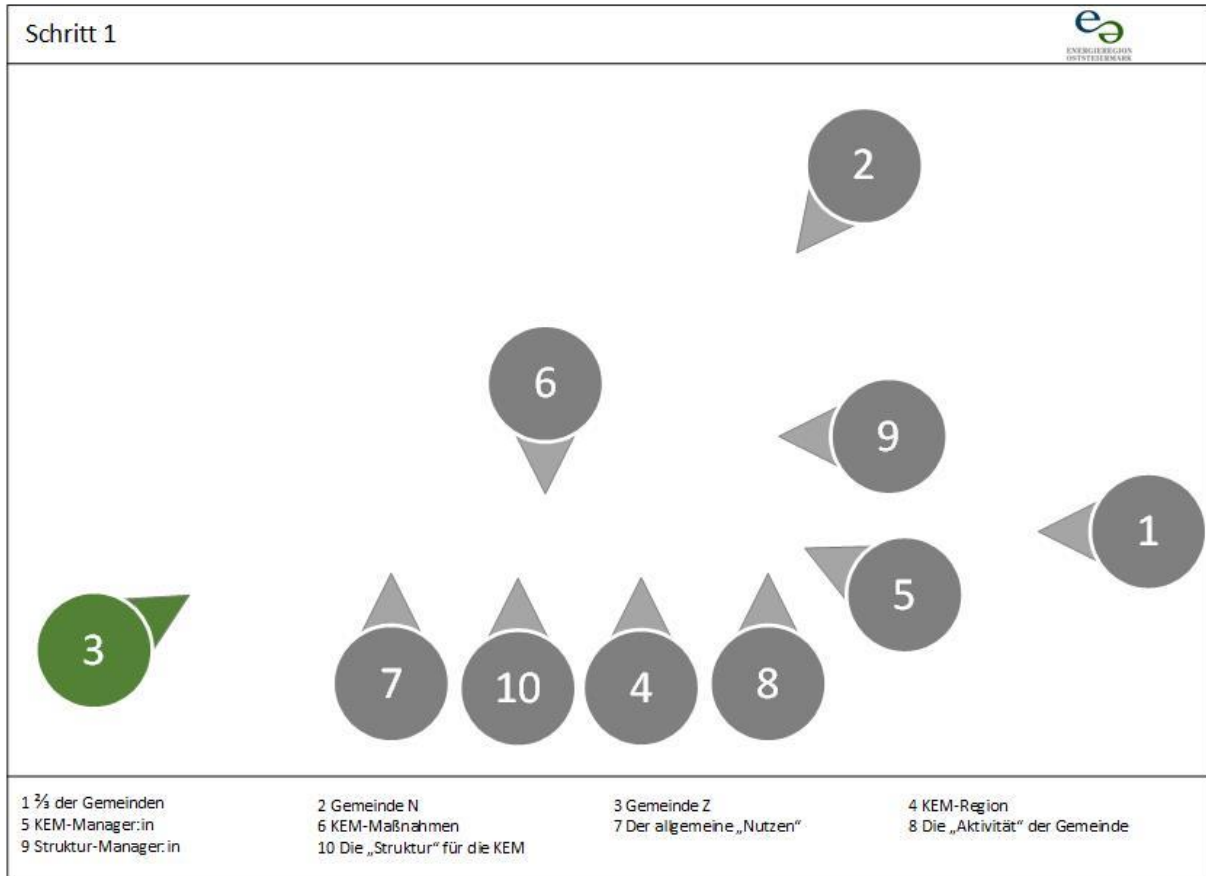 Schritt 1
ENERGIEREGION
OSTSTEIERMARK
2
6
9
1
5
3
7
10
4
8
1 ⅔ der Gemeinden
2 Gemeinde N
3 Gemeinde Z
4 KEM-Region
5 KEM-Manager:in
6 KEM-Maßnahmen
7 Der allgemeine „Nutzen“
8 Die „Aktivität“ der Gemeinde
9 Struktur-Manager:in
10 Die „Struktur“ für die KEM